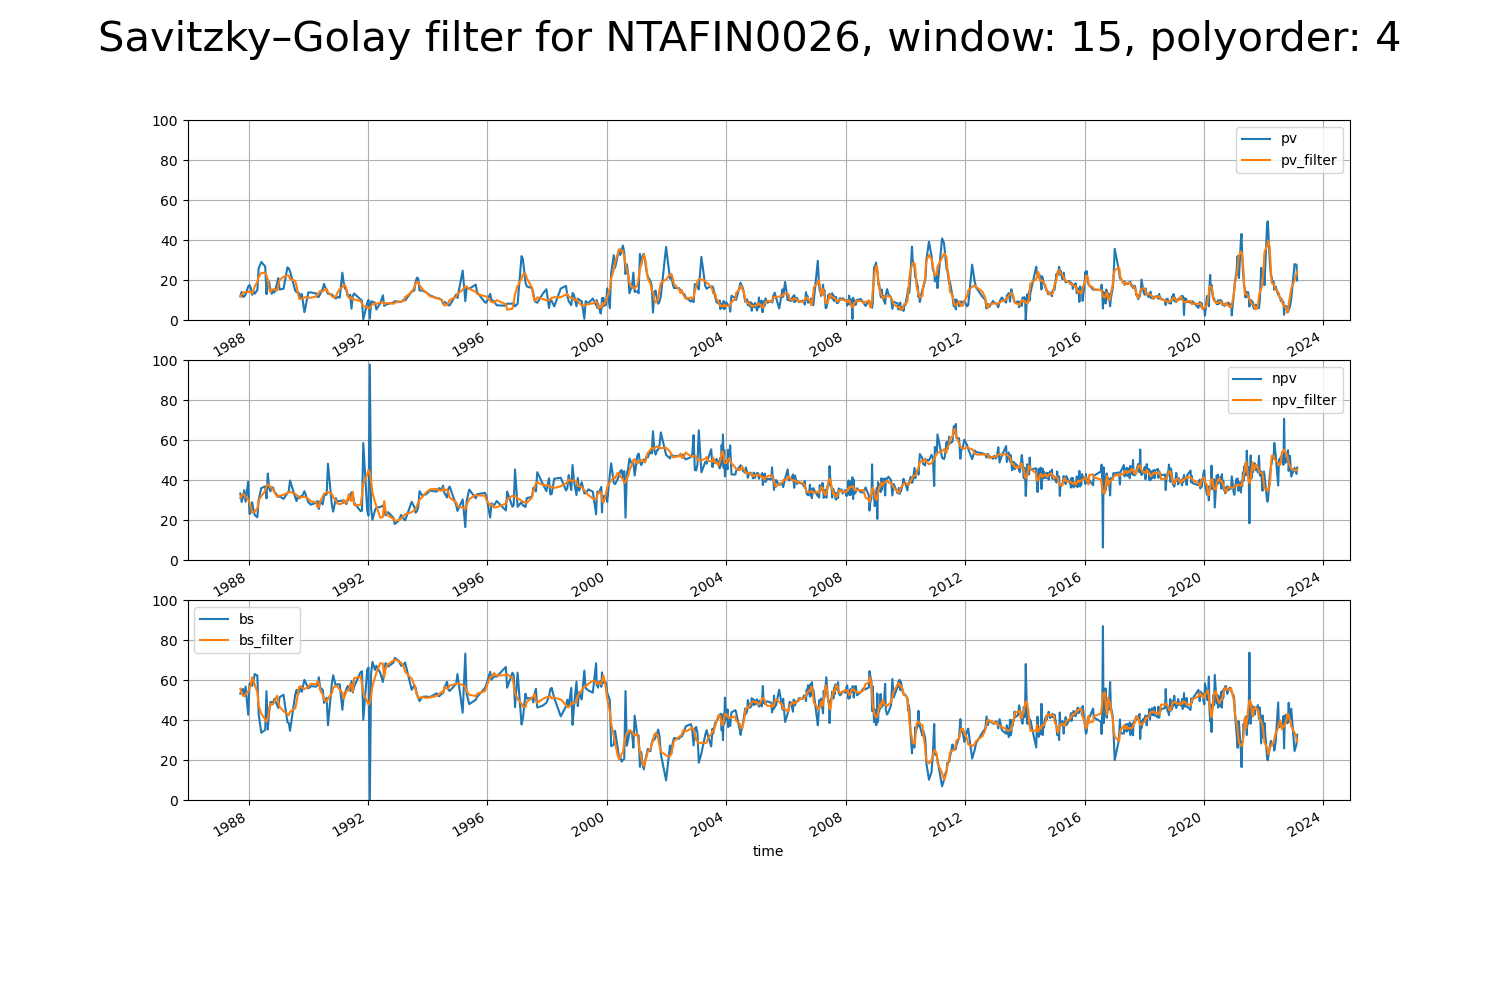 Savitzky–Golay filter for NTAFIN0026, window: 15, polyorder: 4
100
80
60
40
20
0
pv
pv_filter
1988 1992 1996 2000 2004 2008 2012 2016 2020 2024
100
80
60
40
20
0
npv
npv_filter
1988 1992 1996 2000 2004 2008 2012 2016 2020 2024
100
80
60
40
20
0
bs
bs_filter
1988 1992 1996 2000 2004 2008 2012 2016 2020 2024
time